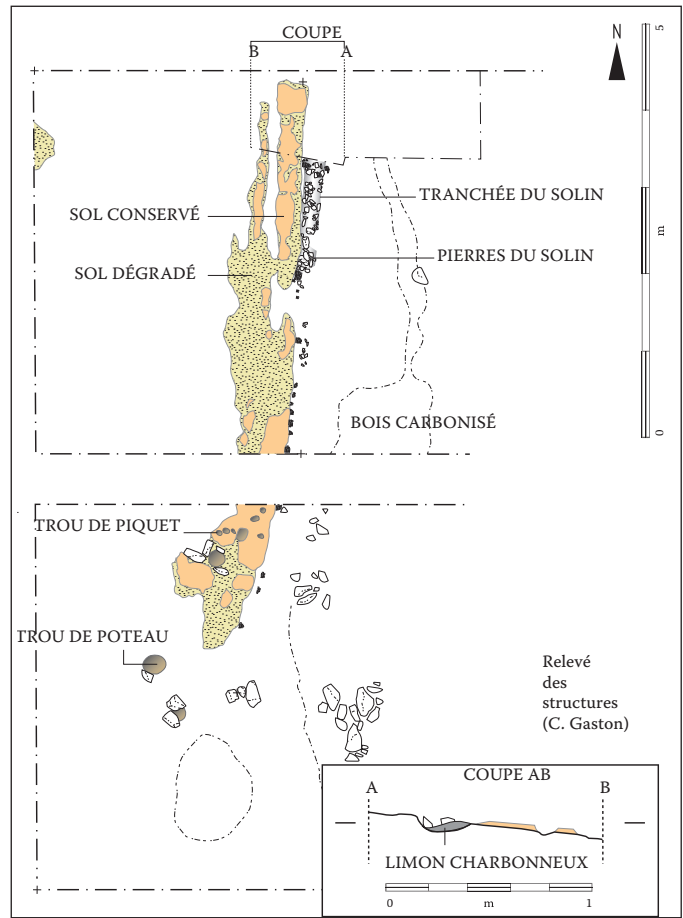 COUPE
B
A
N
5
TRANCHÉE DU SOLIN
SOL CONSERVÉ
m
PIERRES DU SOLIN
SOL DÉGRADÉ
BOIS CARBONISÉ
0
TROU DE PIQUET
TROU DE POTEAU
Relevé
des
structures
(C. Gaston)
COUPE AB
A
B
LIMON CHARBONNEUX
0
m
1